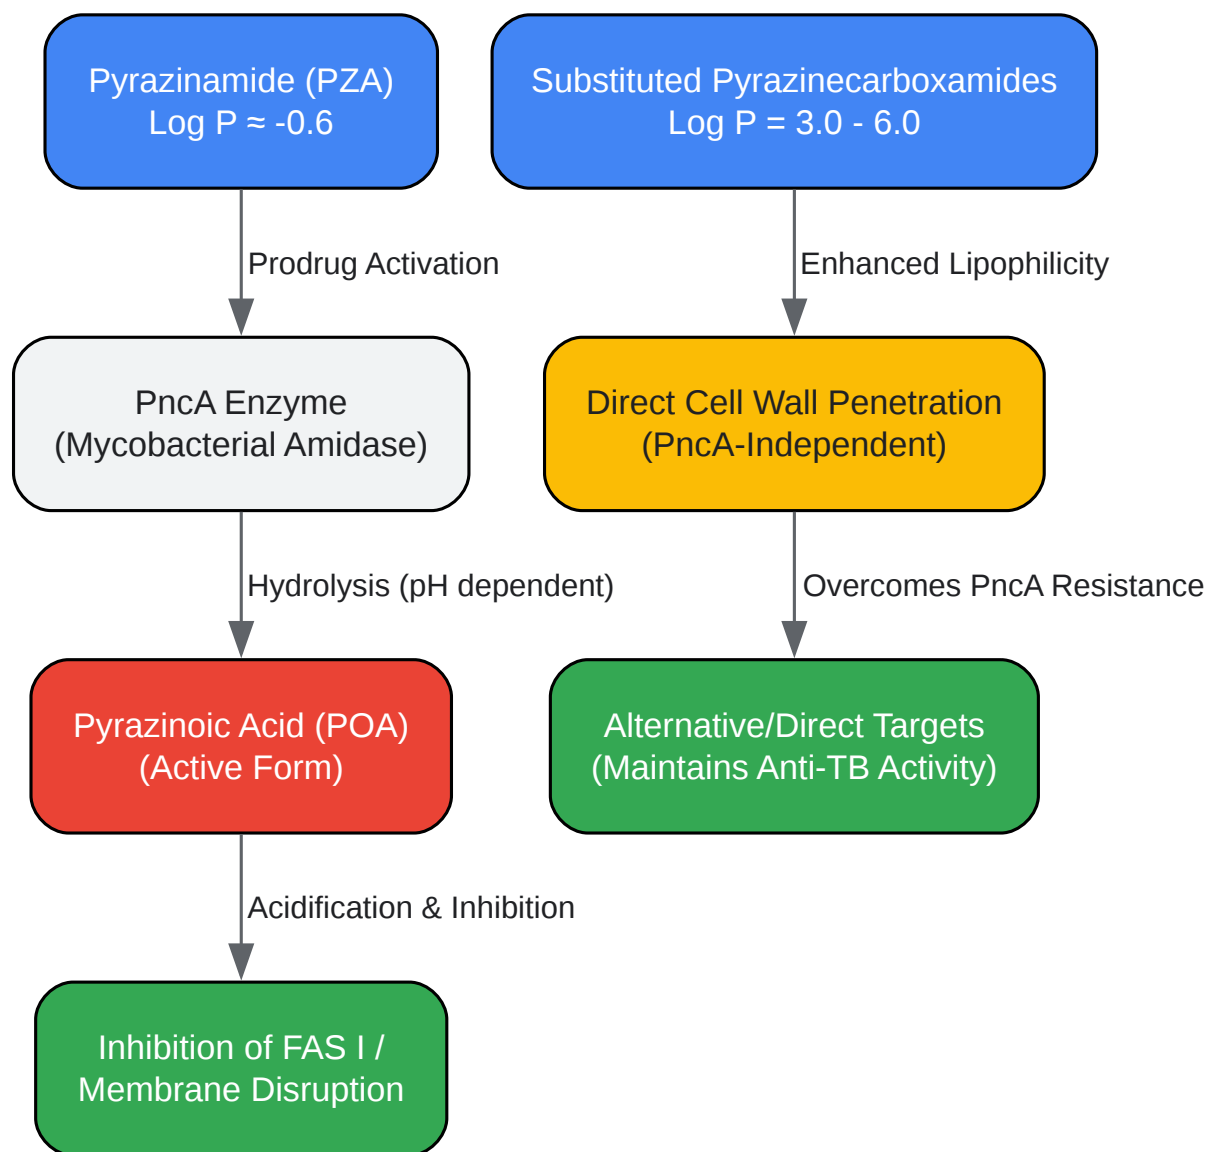 Pyrazinamide (PZA)
Log P ≈ -0.6
Prodrug Activation
PncA Enzyme
(Mycobacterial Amidase)
Hydrolysis (pH dependent)
Pyrazinoic Acid (POA)
(Active Form)
Acidification & Inhibition
Inhibition of FAS I /
Membrane Disruption
Substituted Pyrazinecarboxamides
Log P = 3.0 - 6.0
Enhanced Lipophilicity
Direct Cell Wall Penetration
(PncA-Independent)
Overcomes PncA Resistance
Alternative/Direct Targets
(Maintains Anti-TB Activity)